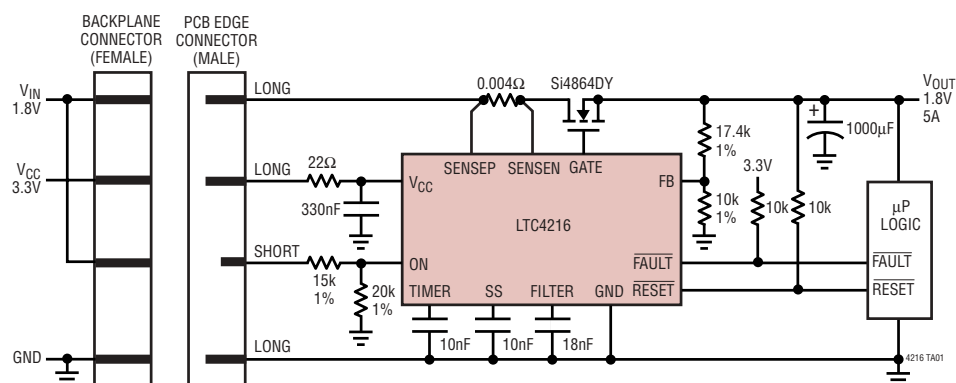 BACKPLANE
CONNECTOR
(FEMALE)
PCB EDGE
CONNECTOR
(MALE)
VIN
1.8V
LONG
0.004Ω
Si4864DY
VOUT
1.8V
5A
+
1000µF
17.4k
1%
VCC
3.3V
LONG
22Ω
330nF
SENSEP
SENSEN
GATE
VCC
FB
LTC4216
10k
1%
3.3V
10k
10k
µP
LOGIC
SHORT
15k
1%
20k
1%
ON
FAULT
FAULT
TIMER
SS
FILTER
GND
RESET
RESET
10nF
10nF
18nF
GND
LONG
4216 TA01